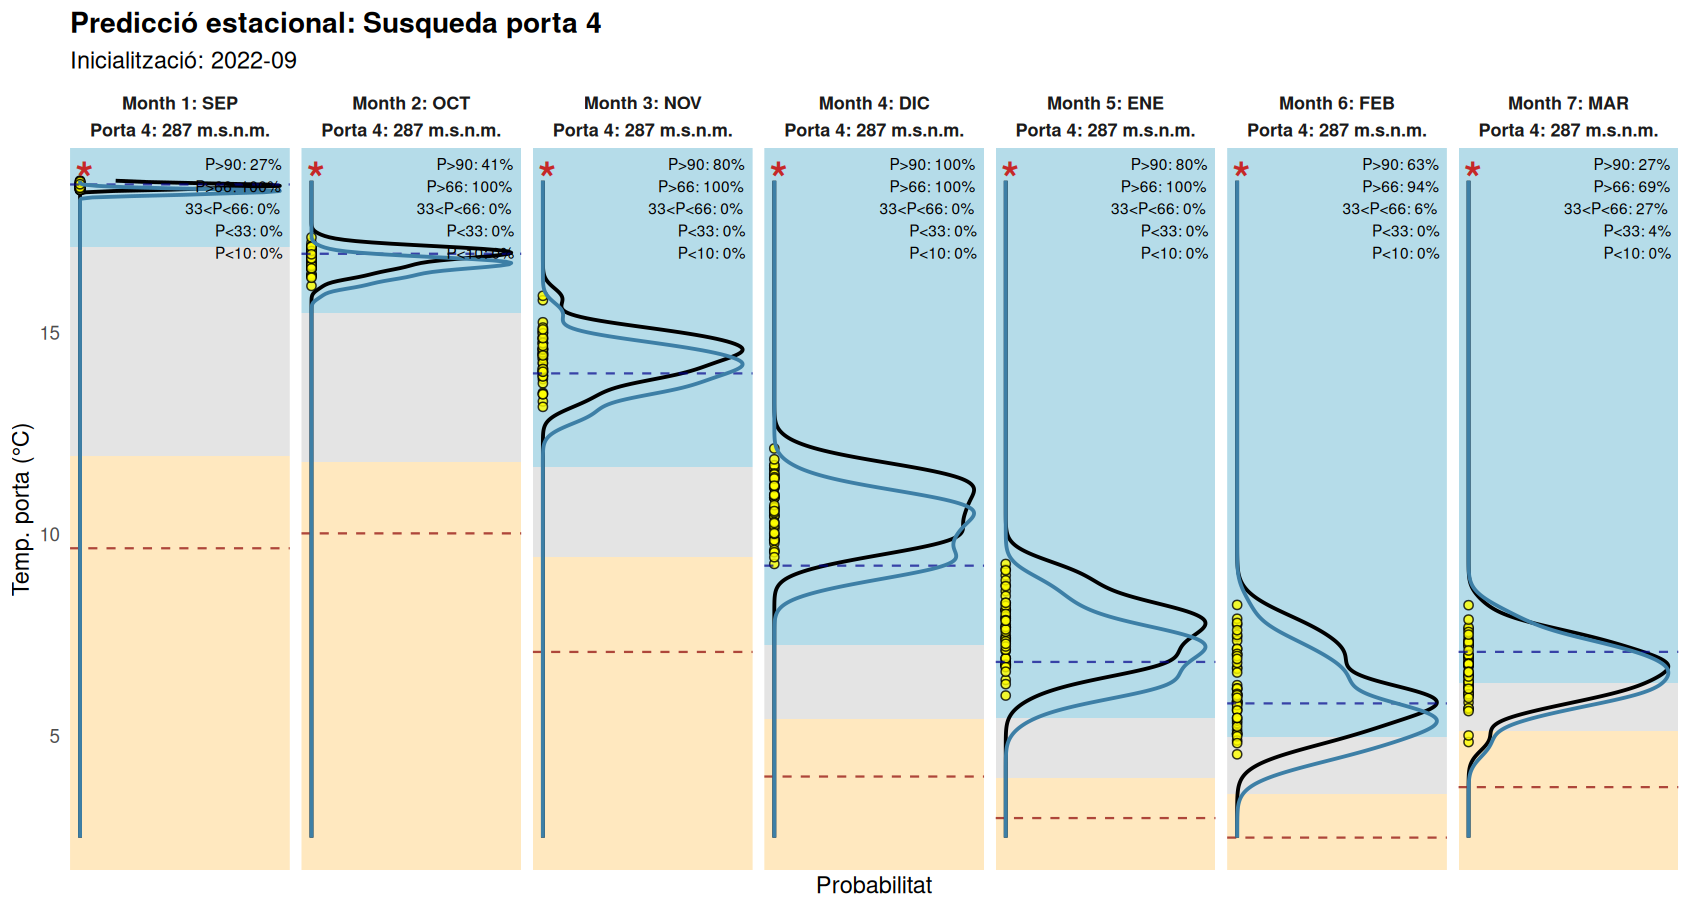 Predicció estacional: Susqueda porta 4
Inicialització: 2022-09
Month 1: SEP
Porta 4: 287 m.s.n.m.
Month 2: OCT
Porta 4: 287 m.s.n.m.
Month 3: NOV
Porta 4: 287 m.s.n.m.
Month 4: DIC
Porta 4: 287 m.s.n.m.
Month 5: ENE
Porta 4: 287 m.s.n.m.
Month 6: FEB
Porta 4: 287 m.s.n.m.
Month 7: MAR
Porta 4: 287 m.s.n.m.
*
P>90: 27%
P>66: 100%
33<P<66: 0%
P<33: 0%
P<10: 0%
*
P>90: 41%
P>66: 100%
33<P<66: 0%
P<33: 0%
P<10: 0%
*
P>90: 80%
P>66: 100%
33<P<66: 0%
P<33: 0%
P<10: 0%
*
P>90: 100%
P>66: 100%
33<P<66: 0%
P<33: 0%
P<10: 0%
*
P>90: 80%
P>66: 100%
33<P<66: 0%
P<33: 0%
P<10: 0%
*
P>90: 63%
P>66: 94%
33<P<66: 6%
P<33: 0%
P<10: 0%
*
P>90: 27%
P>66: 69%
33<P<66: 27%
P<33: 4%
P<10: 0%
15
10
5
Temp. porta (°C)
Probabilitat